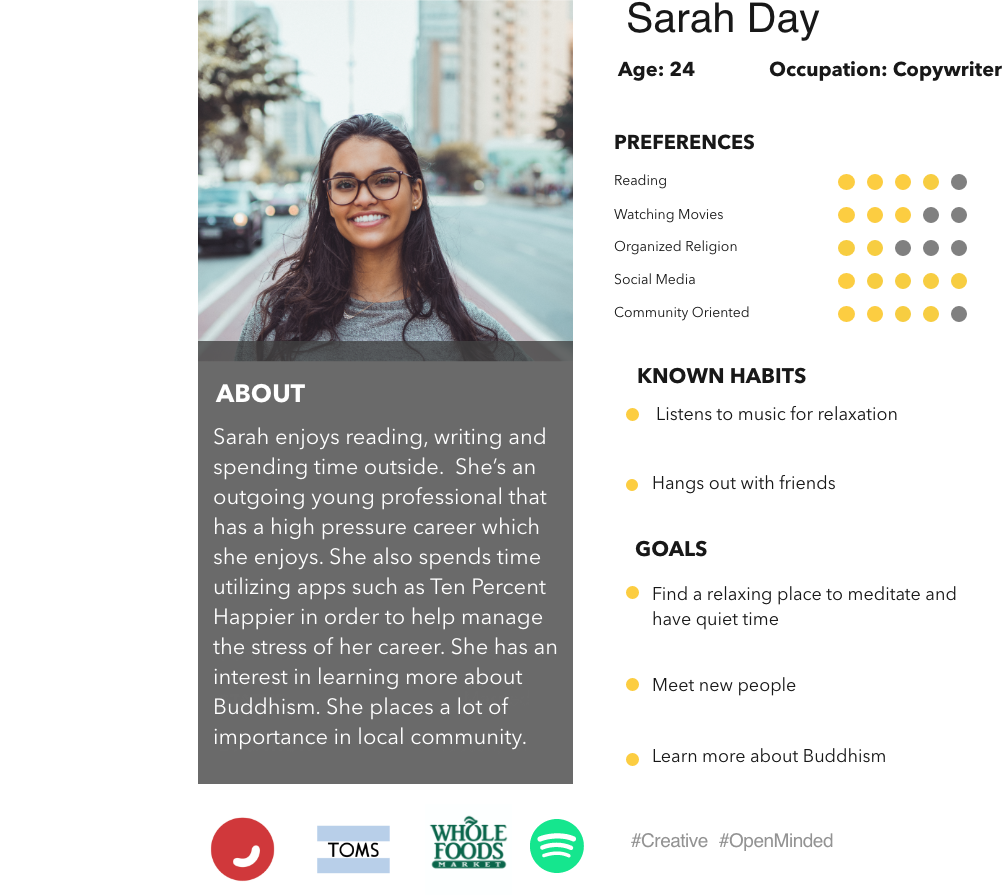 Sarah Day
Age: 24 Occupation: Copywriter
PREFERENCES
Reading
Watching Movies
Organized Religion
Social Media
Community Oriented
KNOWN HABITS
Listens to music for relaxation
Hangs out with friends
GOALS
Find a relaxing place to meditate and
have quiet time
Meet new people
Learn more about Buddhism
#Creative #OpenMinded
ABOUT
Sarah enjoys reading, writing and
spending time outside. She’s an
outgoing young professional that
has a high pressure career which
she enjoys. She also spends time
utilizing apps such as Ten Percent
Happier in order to help manage
the stress of her career. She has an
interest in learning more about
Buddhism. She places a lot of
importance in local community.
TOMS
WHOLE
FOODS
MARKET